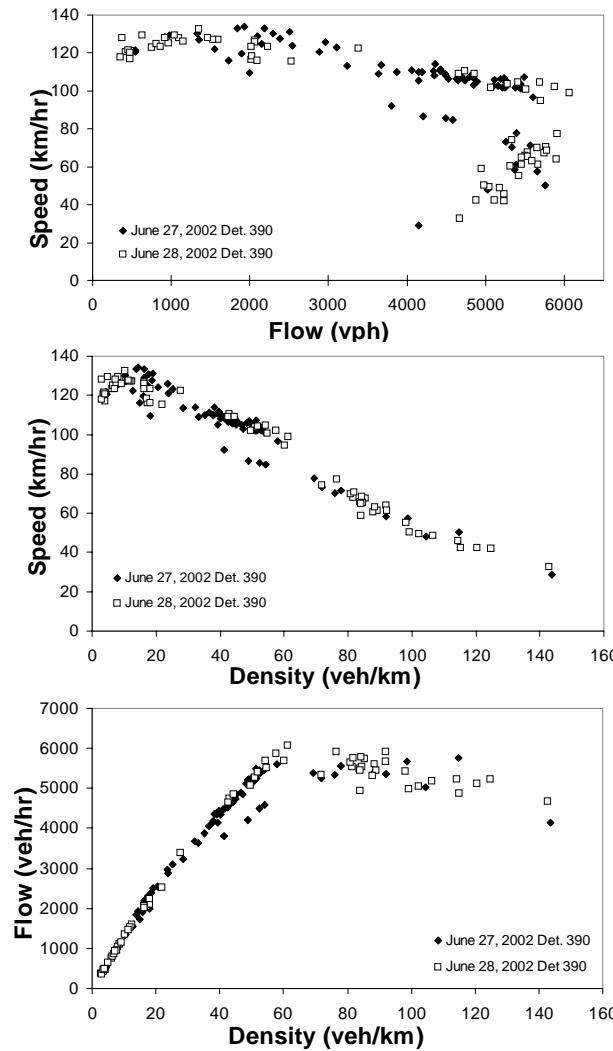 140
120
100
80
60
40
20
0
Speed (km/hr)
June 27, 2002 Det. 390
June 28, 2002 Det. 390
0 1000 2000 3000 4000 5000 6000
Flow (vph)
140
120
100
80
60
40
20
0
Speed (km/hr)
June 27, 2002 Det. 390
June 28, 2002 Det. 390
0 20 40 60 80 100 120 140
Density (veh/km)
7000
6000
5000
4000
3000
2000
1000
0
Flow (veh/hr)
June 27, 2002 Det. 390
June 28, 2002 Det 390
0 20 40 60 80 100 120 140 160
Density (veh/km)